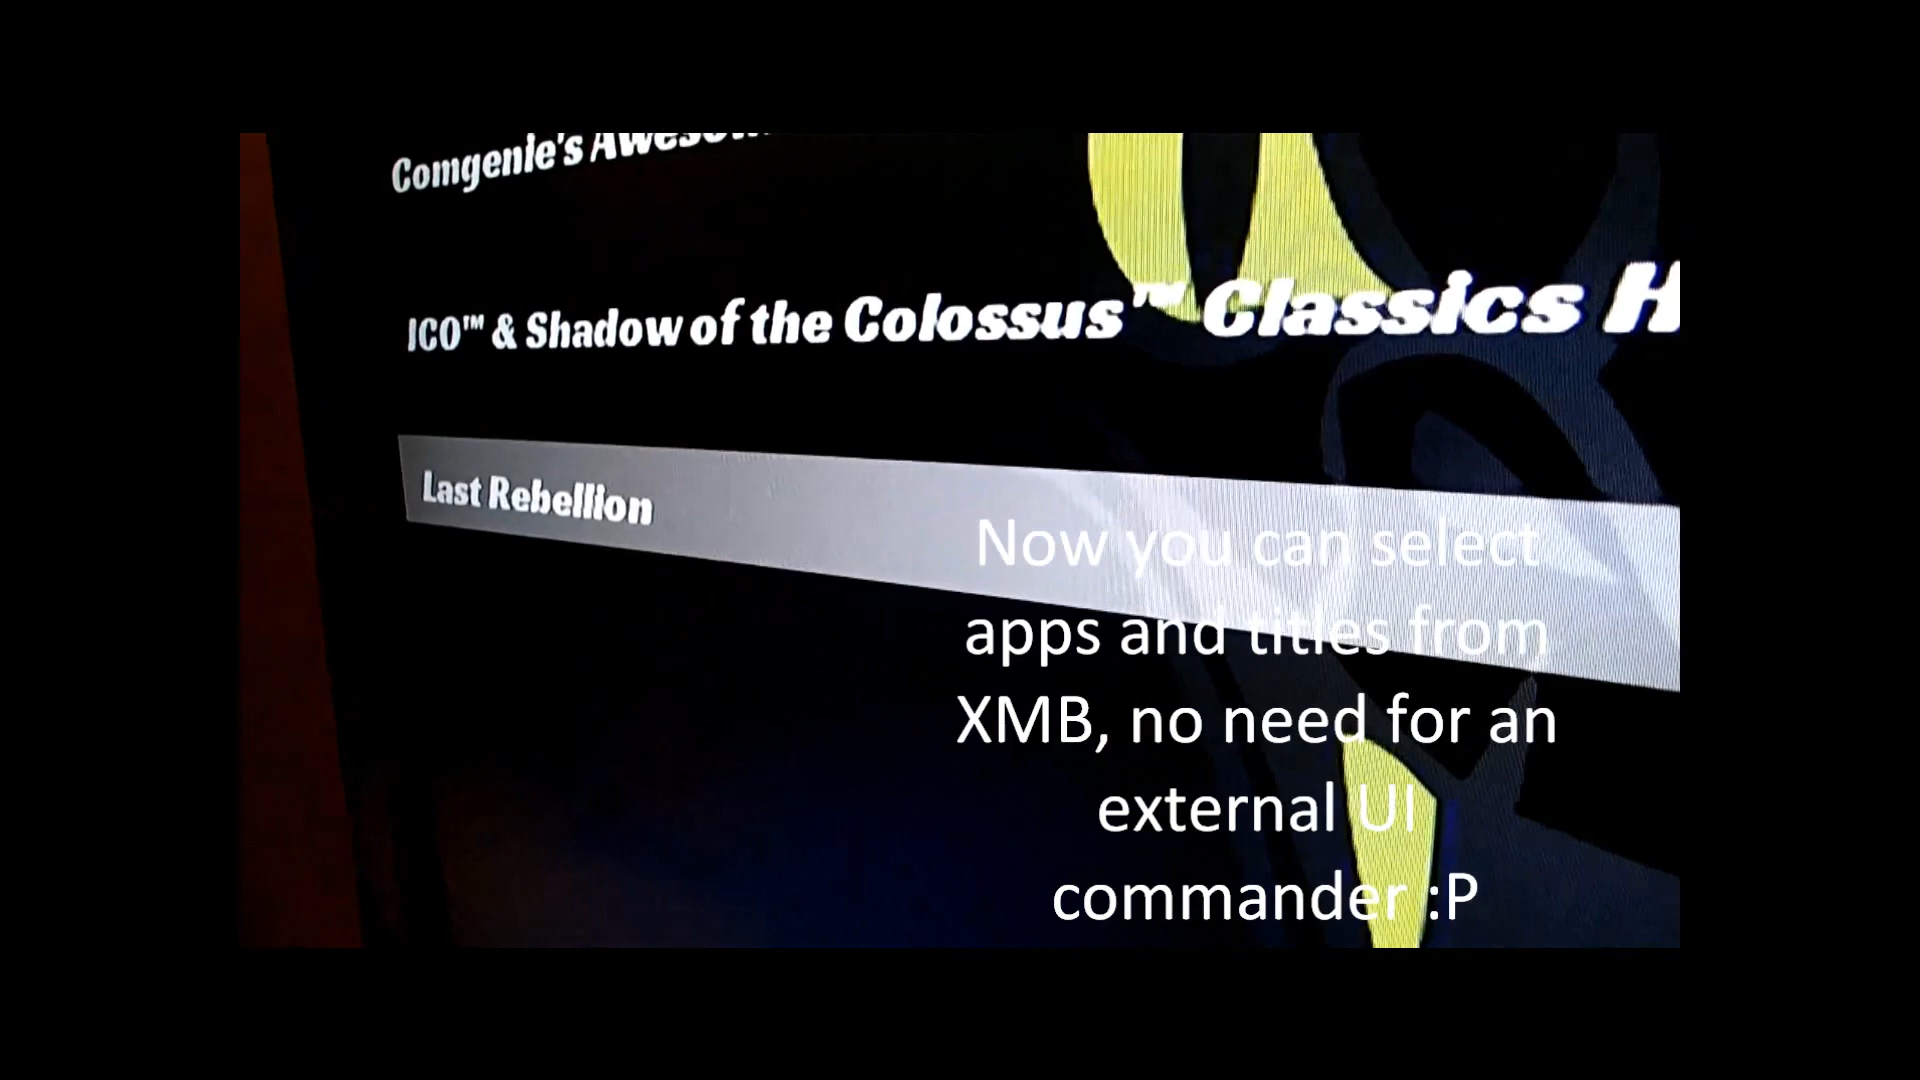 Comgenie's
ICO™ & Shadow of the Colossus™ Classics
Last Rebellion
Now you can select
apps and titles from
XMB, no need for an
external UI
commander :P